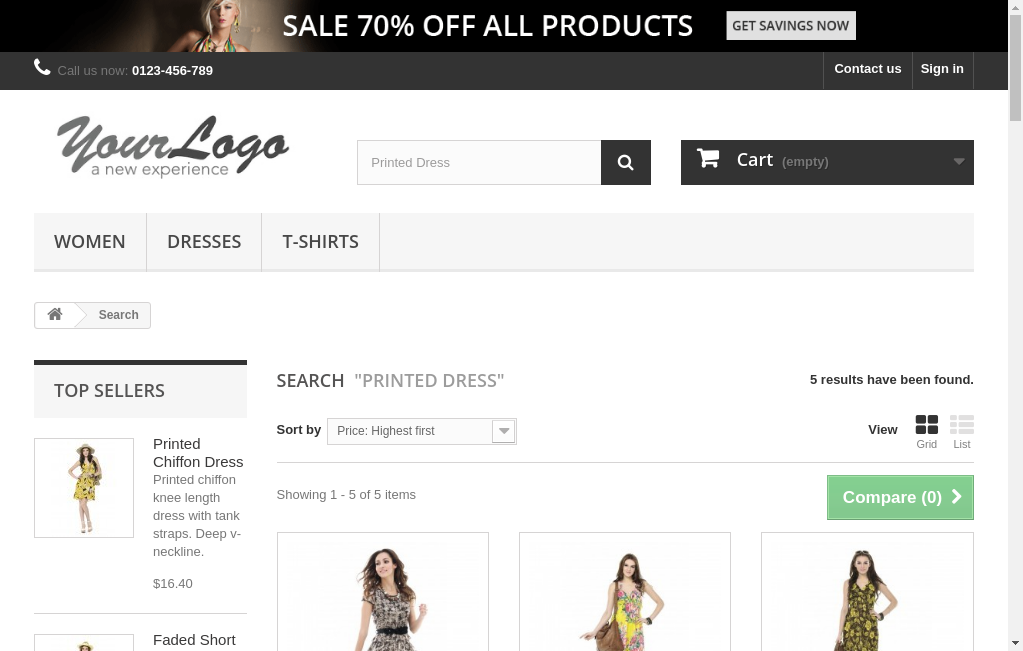 SALE 70% OFF ALL PRODUCTS GET SAVINGS NOW
Call us now: 0123-456-789 Contact us Sign in
YourLogo
a new experience
Printed Dress
Cart (empty)
WOMEN DRESSES T-SHIRTS
Search
TOP SELLERS
Printed
Chiffon Dress
Printed chiffon
knee length
dress with tank
straps. Deep v-
neckline.
$16.40
Faded Short
SEARCH "PRINTED DRESS" 5 results have been found.
Sort by Price: Highest first View
Grid List
Showing 1 - 5 of 5 items Compare (0)